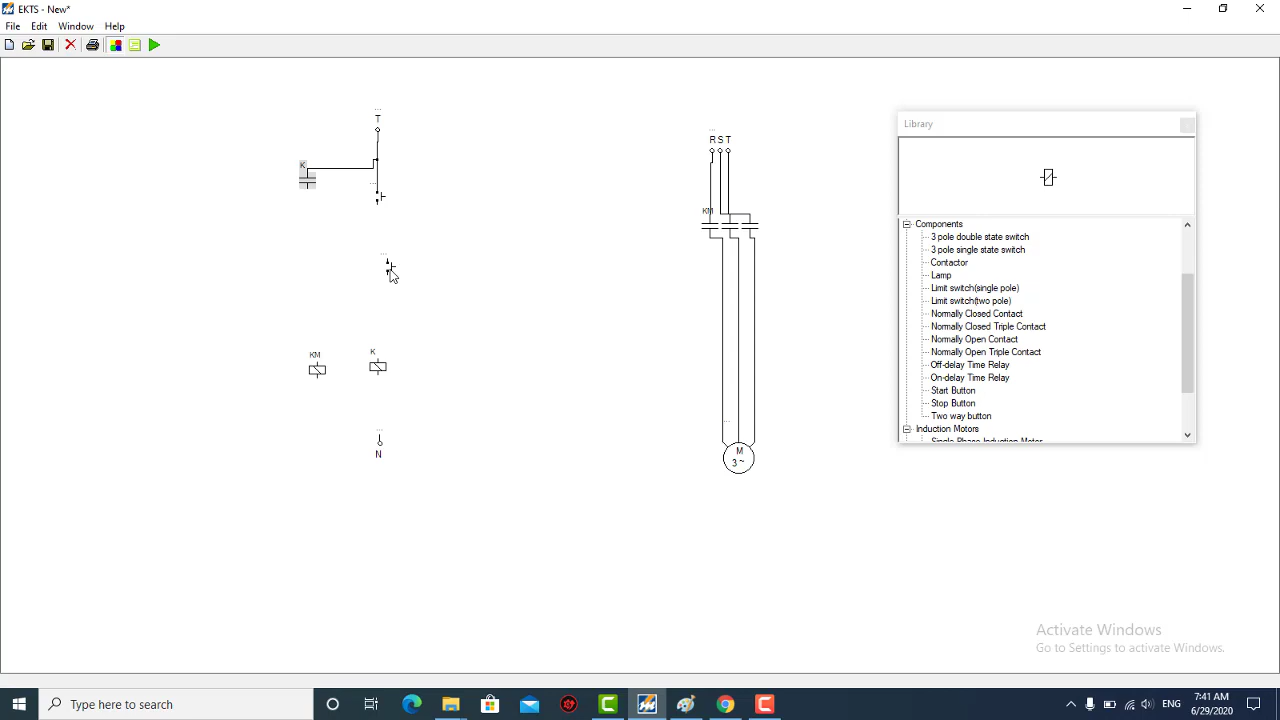 EKTS - New*
File Edit Window Help
...
T
K
...
...
KM
K
...
N
...
R S T
KM
...
M
3 ~
Library
Components
3 pole double state switch
3 pole single state switch
Contactor
Lamp
Limit switch(single pole)
Limit switch(two pole)
Normally Closed Contact
Normally Closed Triple Contact
Normally Open Contact
Normally Open Triple Contact
Off-delay Time Relay
On-delay Time Relay
Start Button
Stop Button
Two way button
Induction Motors
Single Phase Induction Motor
Activate Windows
Go to Settings to activate Windows.
Type here to search
ENG
7:41 AM
6/29/2020